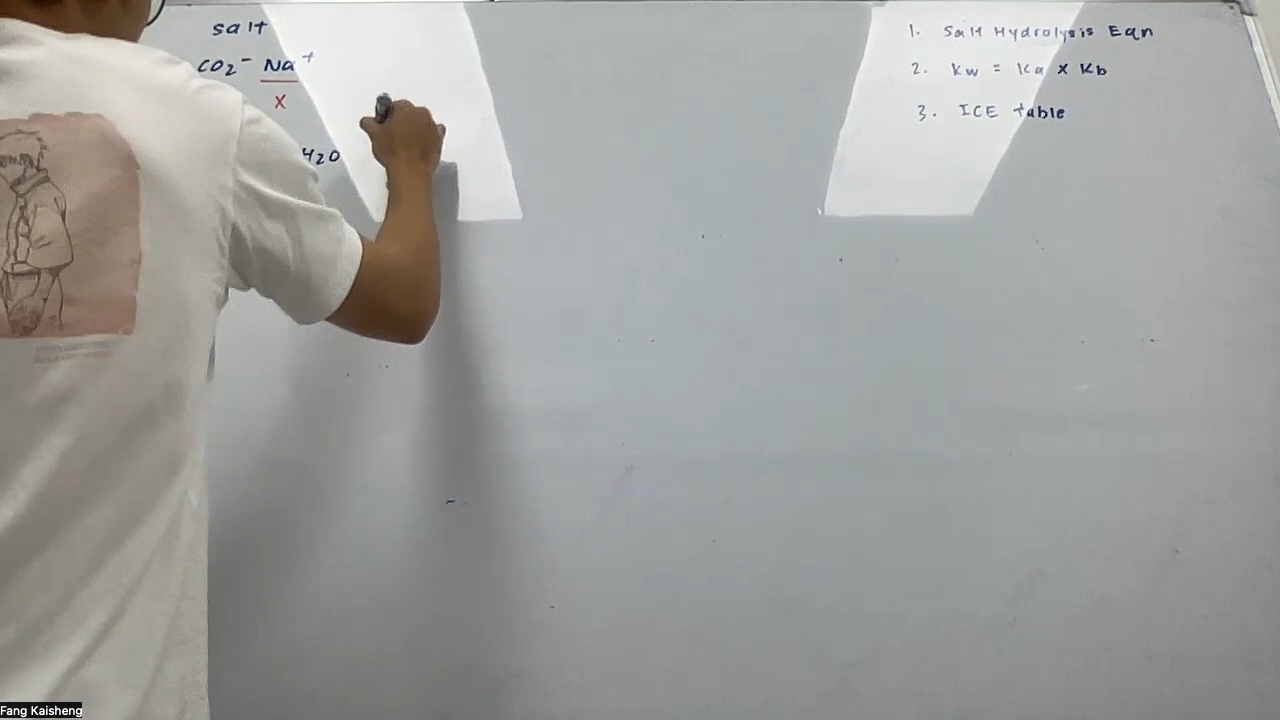 salt
CO2⁻ Na⁺
x
H2O
1. Salt Hydrolysis Eqn
2. Kw = Ka x Kb
3. ICE table
Fang Kaisheng